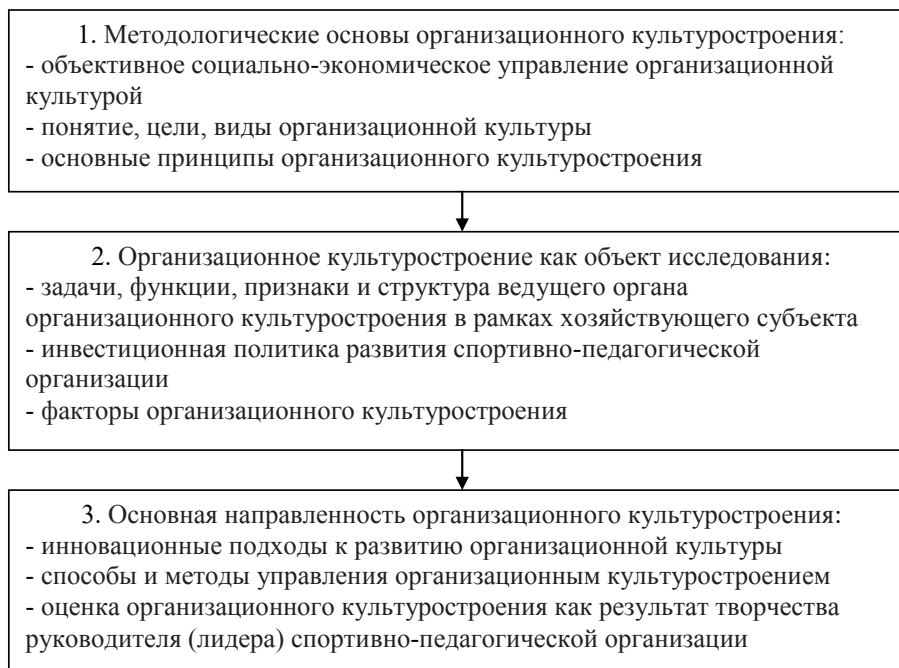 1. Методологические основы организационного культуростроения:
- объективное социально-экономическое управление организационной
культурой
- понятие, цели, виды организационной культуры
- основные принципы организационного культуростроения
2. Организационное культуростроение как объект исследования:
- задачи, функции, признаки и структура ведущего органа
организационного культуростроения в рамках хозяйствующего субъекта
- инвестиционная политика развития спортивно-педагогической
организации
- факторы организационного культуростроения
3. Основная направленность организационного культуростроения:
- инновационные подходы к развитию организационной культуры
- способы и методы управления организационным культуростроением
- оценка организационного культуростроения как результат творчества
руководителя (лидера) спортивно-педагогической организации